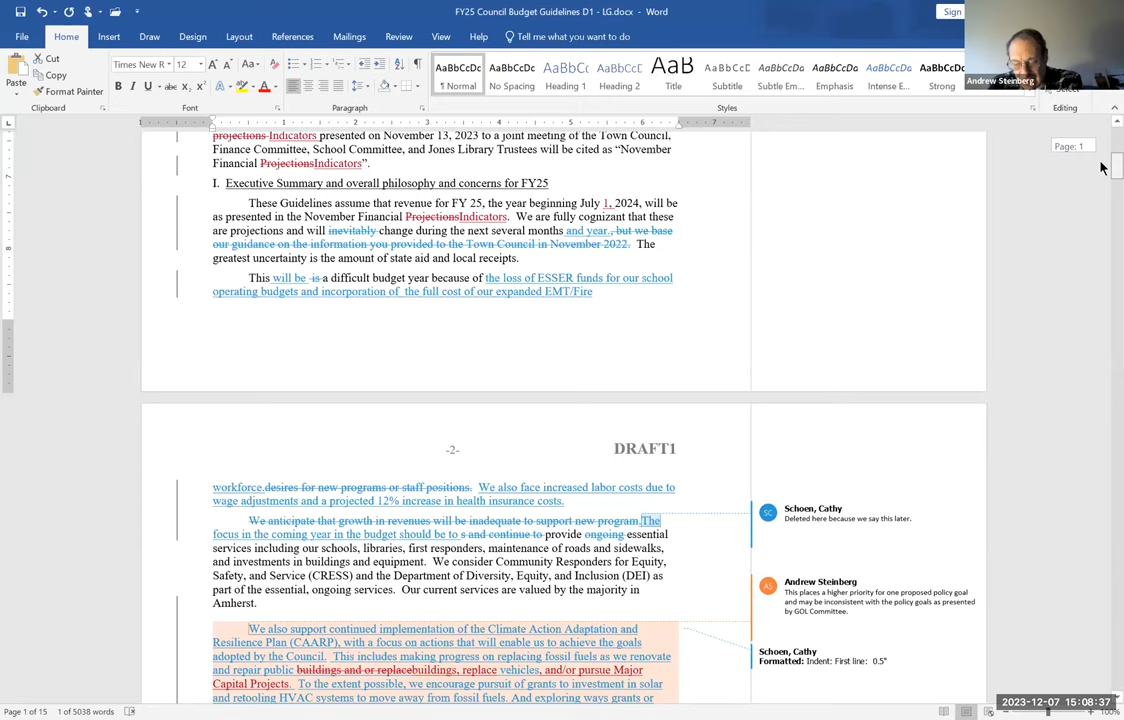 FY25 Council Budget Guidelines D1 - LG.docx - Word
Sign
File Home Insert Draw Design Layout References Mailings Review View Help Tell me what you want to do
Paste
Cut
Copy
Format Painter
Clipboard
Times New R 12
Font
Paragraph
AaBbCcDc AaBbCcDc AaBbCc AaBbCcD AaB AaBbCcD AaBbCcDa AaBbCcDa AaBbCcDa AaBbCcDc
¶ Normal No Spacing Heading 1 Heading 2 Title Subtitle Subtle Em... Emphasis Intense E... Strong
Styles
Editing
Andrew Steinberg
Page: 1
projections Indicators presented on November 13, 2023 to a joint meeting of the Town Council,
Finance Committee, School Committee, and Jones Library Trustees will be cited as “November
Financial ProjectionsIndicators”.
I. Executive Summary and overall philosophy and concerns for FY25
These Guidelines assume that revenue for FY 25, the year beginning July 1, 2024, will be
as presented in the November Financial ProjectionsIndicators. We are fully cognizant that these
are projections and will inevitably change during the next several months and year., but we base
our guidance on the information you provided to the Town Council in November 2022. The
greatest uncertainty is the amount of state aid and local receipts.
This will be is a difficult budget year because of the loss of ESSER funds for our school
operating budgets and incorporation of the full cost of our expanded EMT/Fire
-2- DRAFT1
workforce.desires for new programs or staff positions. We also face increased labor costs due to
wage adjustments and a projected 12% increase in health insurance costs.
We anticipate that growth in revenues will be inadequate to support new program.The
focus in the coming year in the budget should be to s and continue to provide ongoing essential
services including our schools, libraries, first responders, maintenance of roads and sidewalks,
and investments in buildings and equipment. We consider Community Responders for Equity,
Safety, and Service (CRESS) and the Department of Diversity, Equity, and Inclusion (DEI) as
part of the essential, ongoing services. Our current services are valued by the majority in
Amherst.
We also support continued implementation of the Climate Action Adaptation and
Resilience Plan (CAARP), with a focus on actions that will enable us to achieve the goals
adopted by the Council. This includes making progress on replacing fossil fuels as we renovate
and repair public buildings and or replacebuildings, replace vehicles, and/or pursue Major
Capital Projects. To the extent possible, we encourage pursuit of grants to investment in solar
and retooling HVAC systems to move away from fossil fuels. And exploring ways grants or
SC
Schoen, Cathy
Deleted here because we say this later.
AS
Andrew Steinberg
This places a higher priority for one proposed policy goal
and may be inconsistent with the policy goals as presented
by GOL Committee.
Schoen, Cathy
Formatted: Indent: First line: 0.5"
Page 1 of 15 1 of 5038 words
2023-12-07 15:08:37
100%